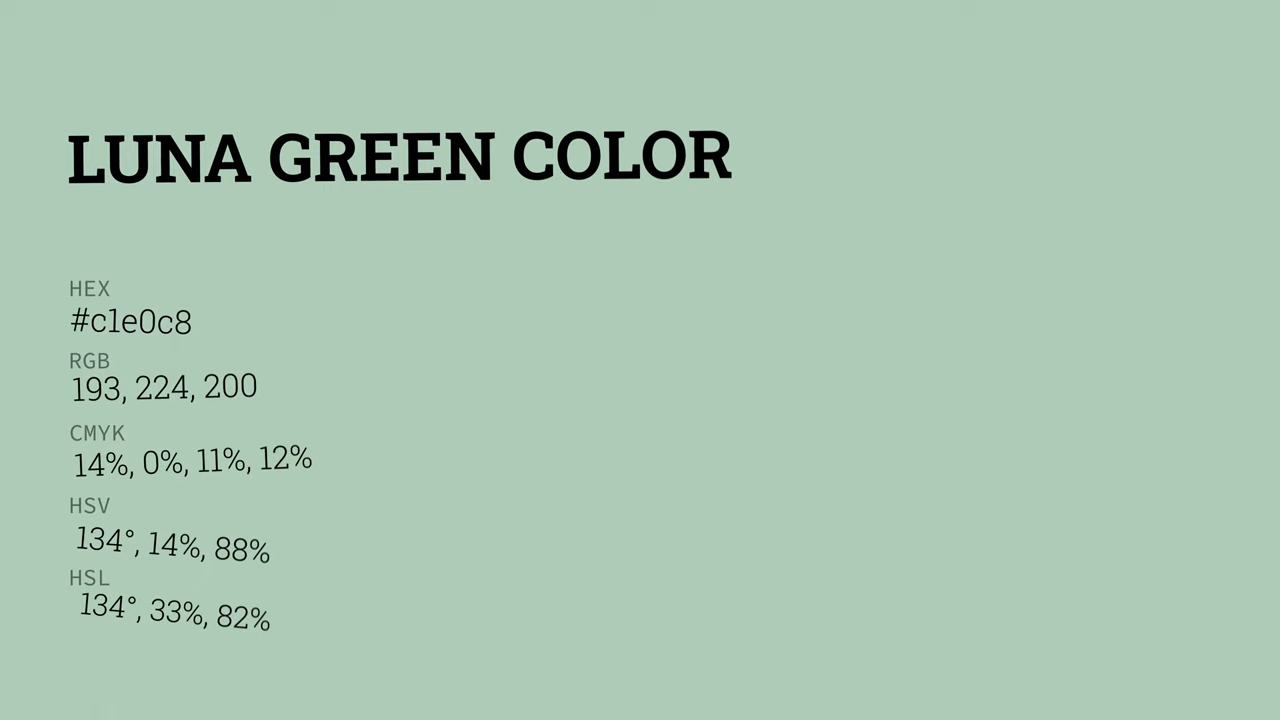 LUNA GREEN COLOR
HEX
#c1e0c8
RGB
193, 224, 200
CMYK
14%, 0%, 11%, 12%
HSV
134°, 14%, 88%
HSL
134°, 33%, 82%